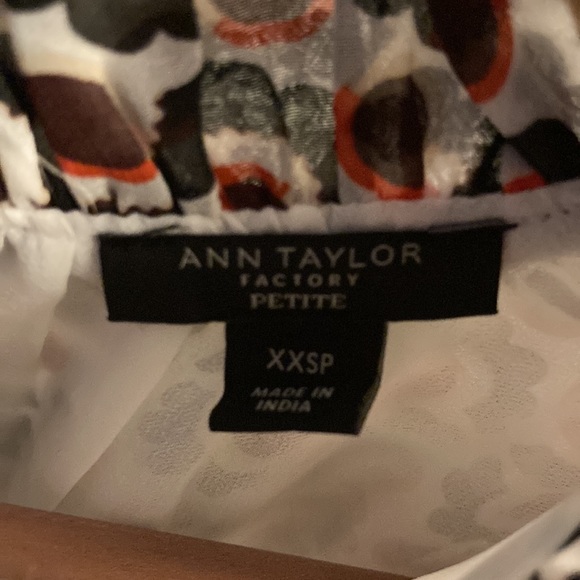 ANN TAYLOR
FACTORY
PETITE
XXSP
MADE IN
INDIA